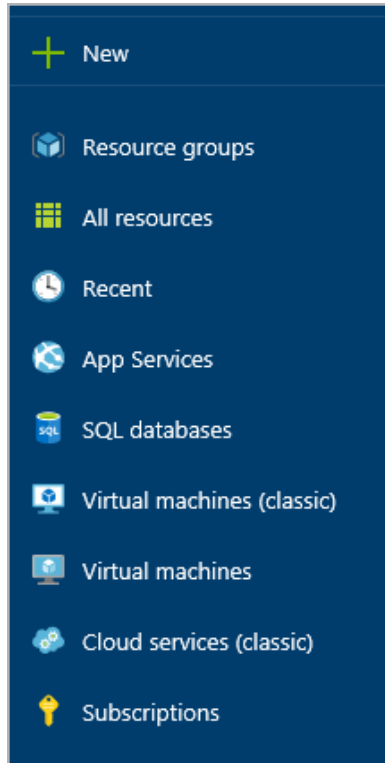 New
Resource groups
All resources
Recent
App Services
SQL
SQL databases
Virtual machines (classic)
Virtual machines
Cloud services (classic)
Subscriptions